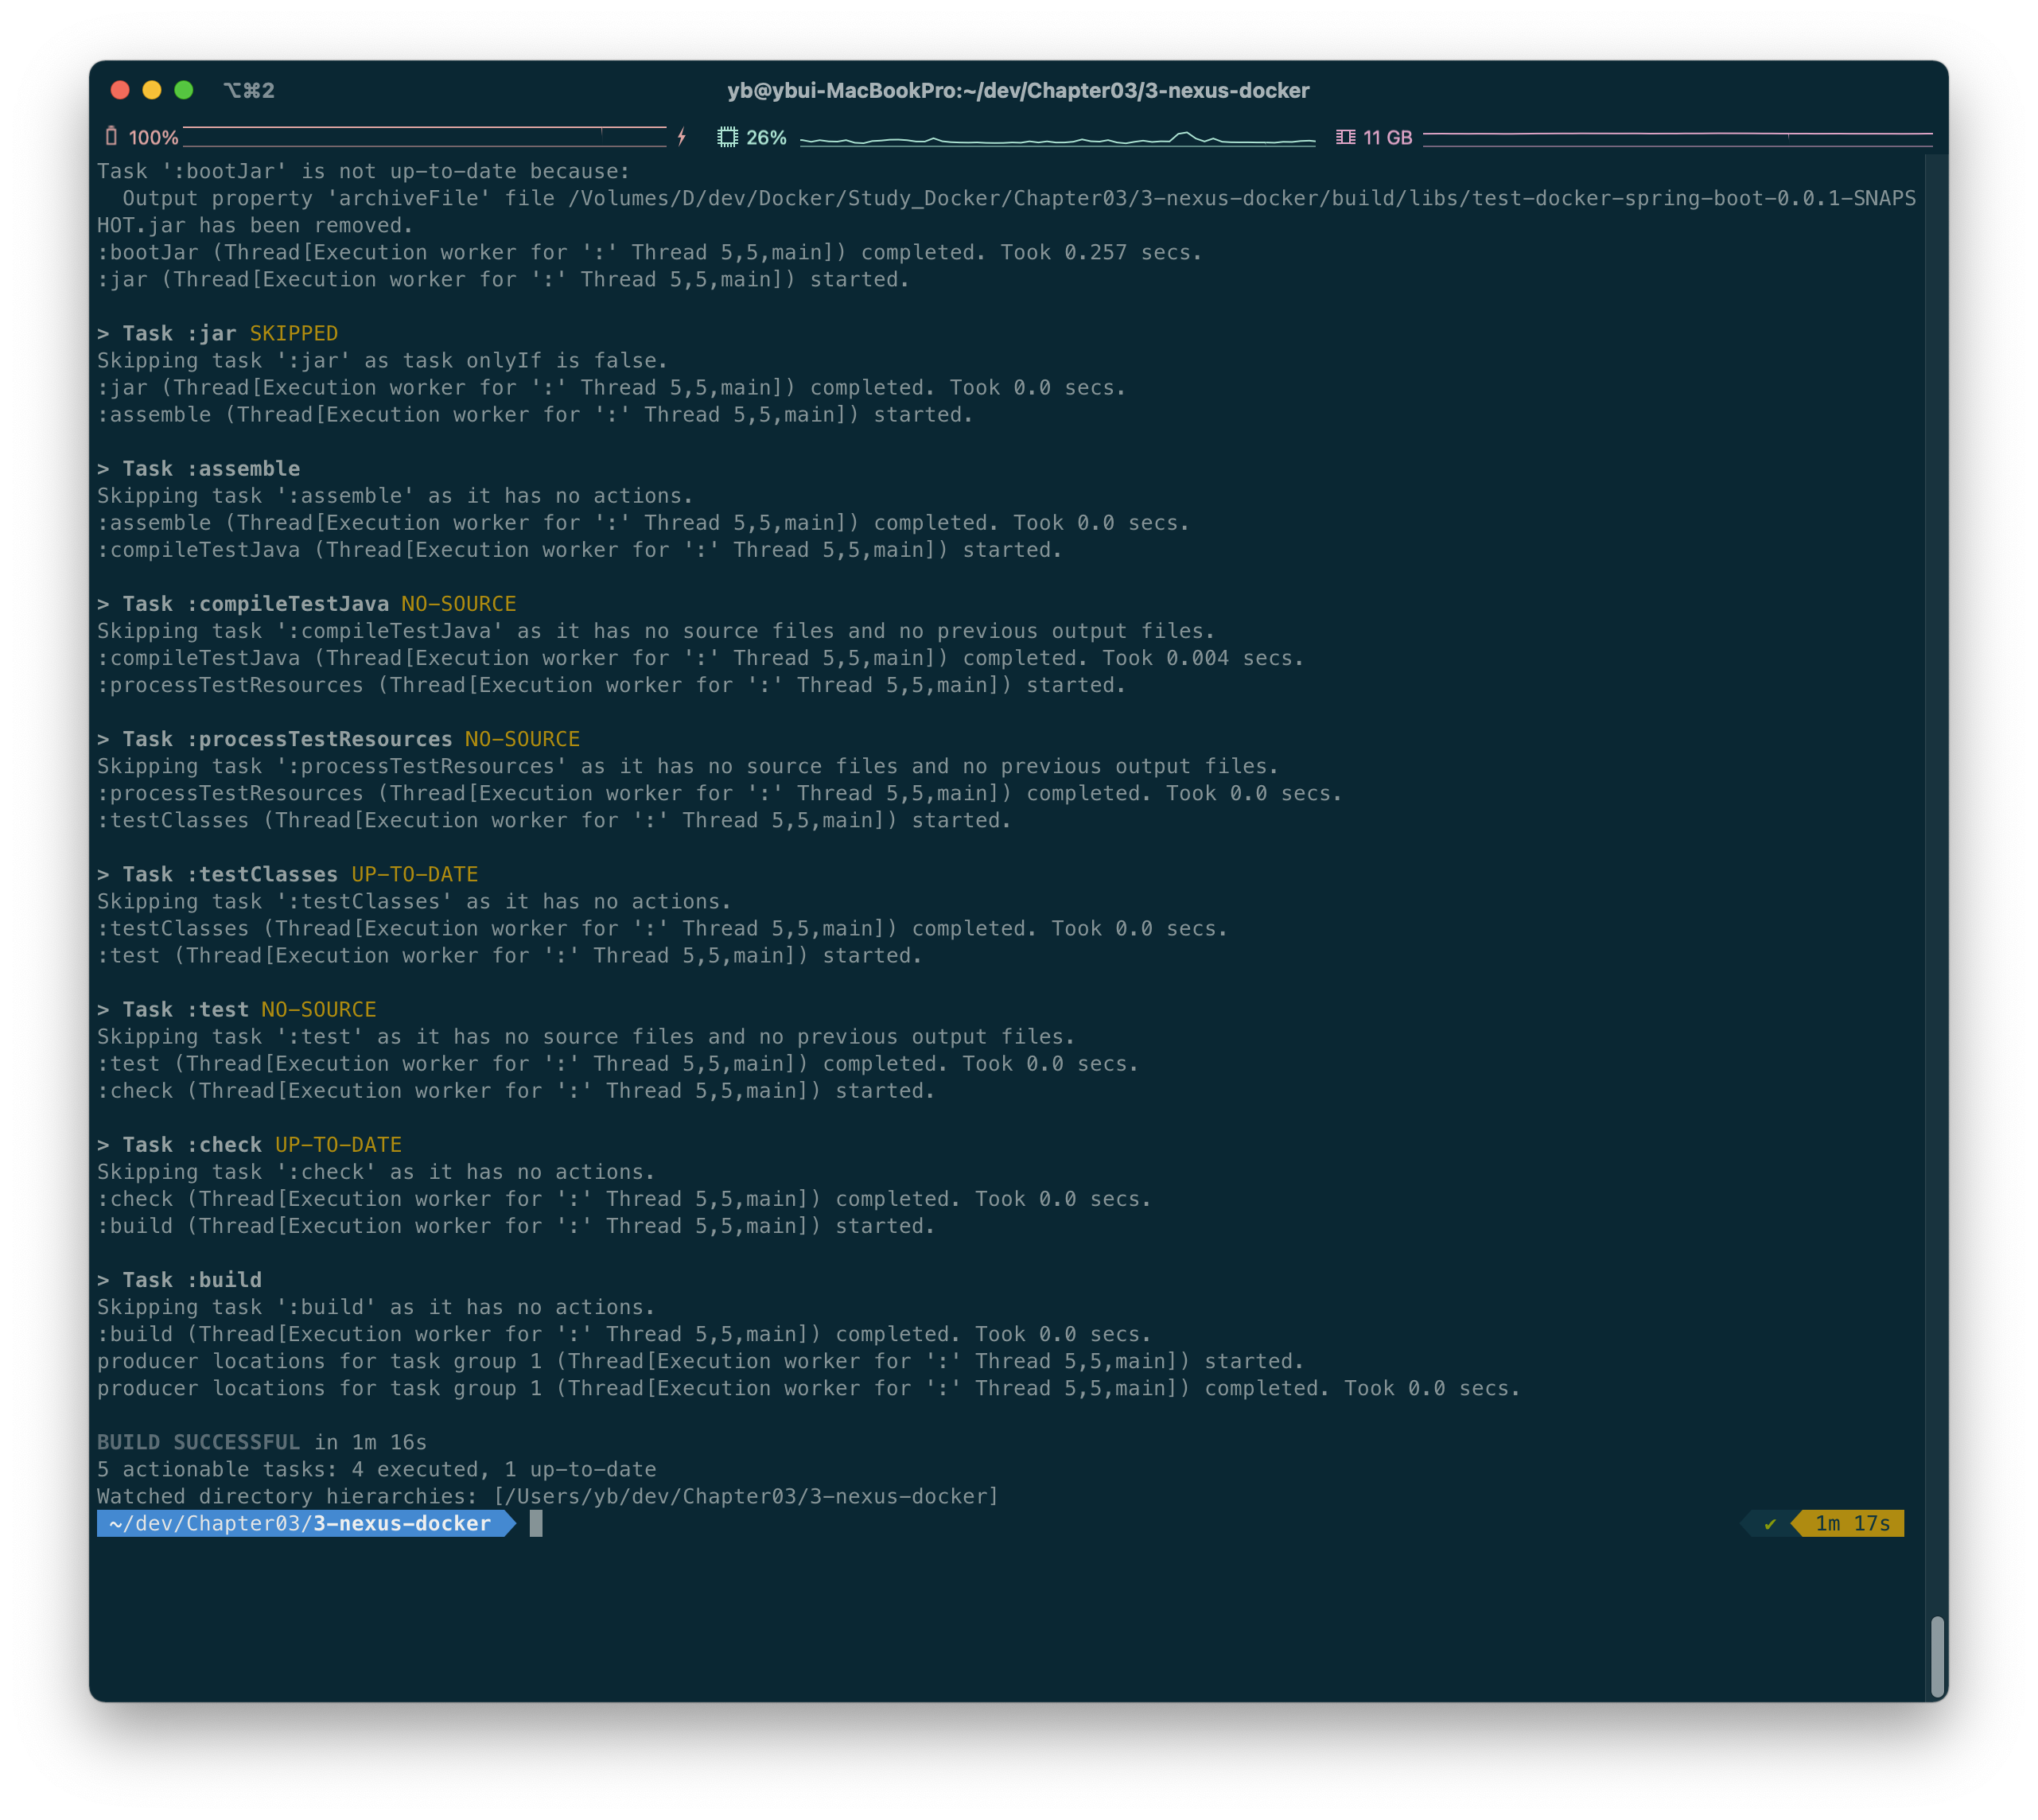 ⌥⌘2 yb@ybui-MacBookPro:~/dev/Chapter03/3-nexus-docker
100% 26% 11 GB
Task ':bootJar' is not up-to-date because:
  Output property 'archiveFile' file /Volumes/D/dev/Docker/Study_Docker/Chapter03/3-nexus-docker/build/libs/test-docker-spring-boot-0.0.1-SNAPS
HOT.jar has been removed.
:bootJar (Thread[Execution worker for ':' Thread 5,5,main]) completed. Took 0.257 secs.
:jar (Thread[Execution worker for ':' Thread 5,5,main]) started.

> Task :jar SKIPPED
Skipping task ':jar' as task onlyIf is false.
:jar (Thread[Execution worker for ':' Thread 5,5,main]) completed. Took 0.0 secs.
:assemble (Thread[Execution worker for ':' Thread 5,5,main]) started.

> Task :assemble
Skipping task ':assemble' as it has no actions.
:assemble (Thread[Execution worker for ':' Thread 5,5,main]) completed. Took 0.0 secs.
:compileTestJava (Thread[Execution worker for ':' Thread 5,5,main]) started.

> Task :compileTestJava NO-SOURCE
Skipping task ':compileTestJava' as it has no source files and no previous output files.
:compileTestJava (Thread[Execution worker for ':' Thread 5,5,main]) completed. Took 0.004 secs.
:processTestResources (Thread[Execution worker for ':' Thread 5,5,main]) started.

> Task :processTestResources NO-SOURCE
Skipping task ':processTestResources' as it has no source files and no previous output files.
:processTestResources (Thread[Execution worker for ':' Thread 5,5,main]) completed. Took 0.0 secs.
:testClasses (Thread[Execution worker for ':' Thread 5,5,main]) started.

> Task :testClasses UP-TO-DATE
Skipping task ':testClasses' as it has no actions.
:testClasses (Thread[Execution worker for ':' Thread 5,5,main]) completed. Took 0.0 secs.
:test (Thread[Execution worker for ':' Thread 5,5,main]) started.

> Task :test NO-SOURCE
Skipping task ':test' as it has no source files and no previous output files.
:test (Thread[Execution worker for ':' Thread 5,5,main]) completed. Took 0.0 secs.
:check (Thread[Execution worker for ':' Thread 5,5,main]) started.

> Task :check UP-TO-DATE
Skipping task ':check' as it has no actions.
:check (Thread[Execution worker for ':' Thread 5,5,main]) completed. Took 0.0 secs.
:build (Thread[Execution worker for ':' Thread 5,5,main]) started.

> Task :build
Skipping task ':build' as it has no actions.
:build (Thread[Execution worker for ':' Thread 5,5,main]) completed. Took 0.0 secs.
producer locations for task group 1 (Thread[Execution worker for ':' Thread 5,5,main]) started.
producer locations for task group 1 (Thread[Execution worker for ':' Thread 5,5,main]) completed. Took 0.0 secs.

BUILD SUCCESSFUL in 1m 16s
5 actionable tasks: 4 executed, 1 up-to-date
Watched directory hierarchies: [/Users/yb/dev/Chapter03/3-nexus-docker]
~/dev/Chapter03/3-nexus-docker ✔ 1m 17s